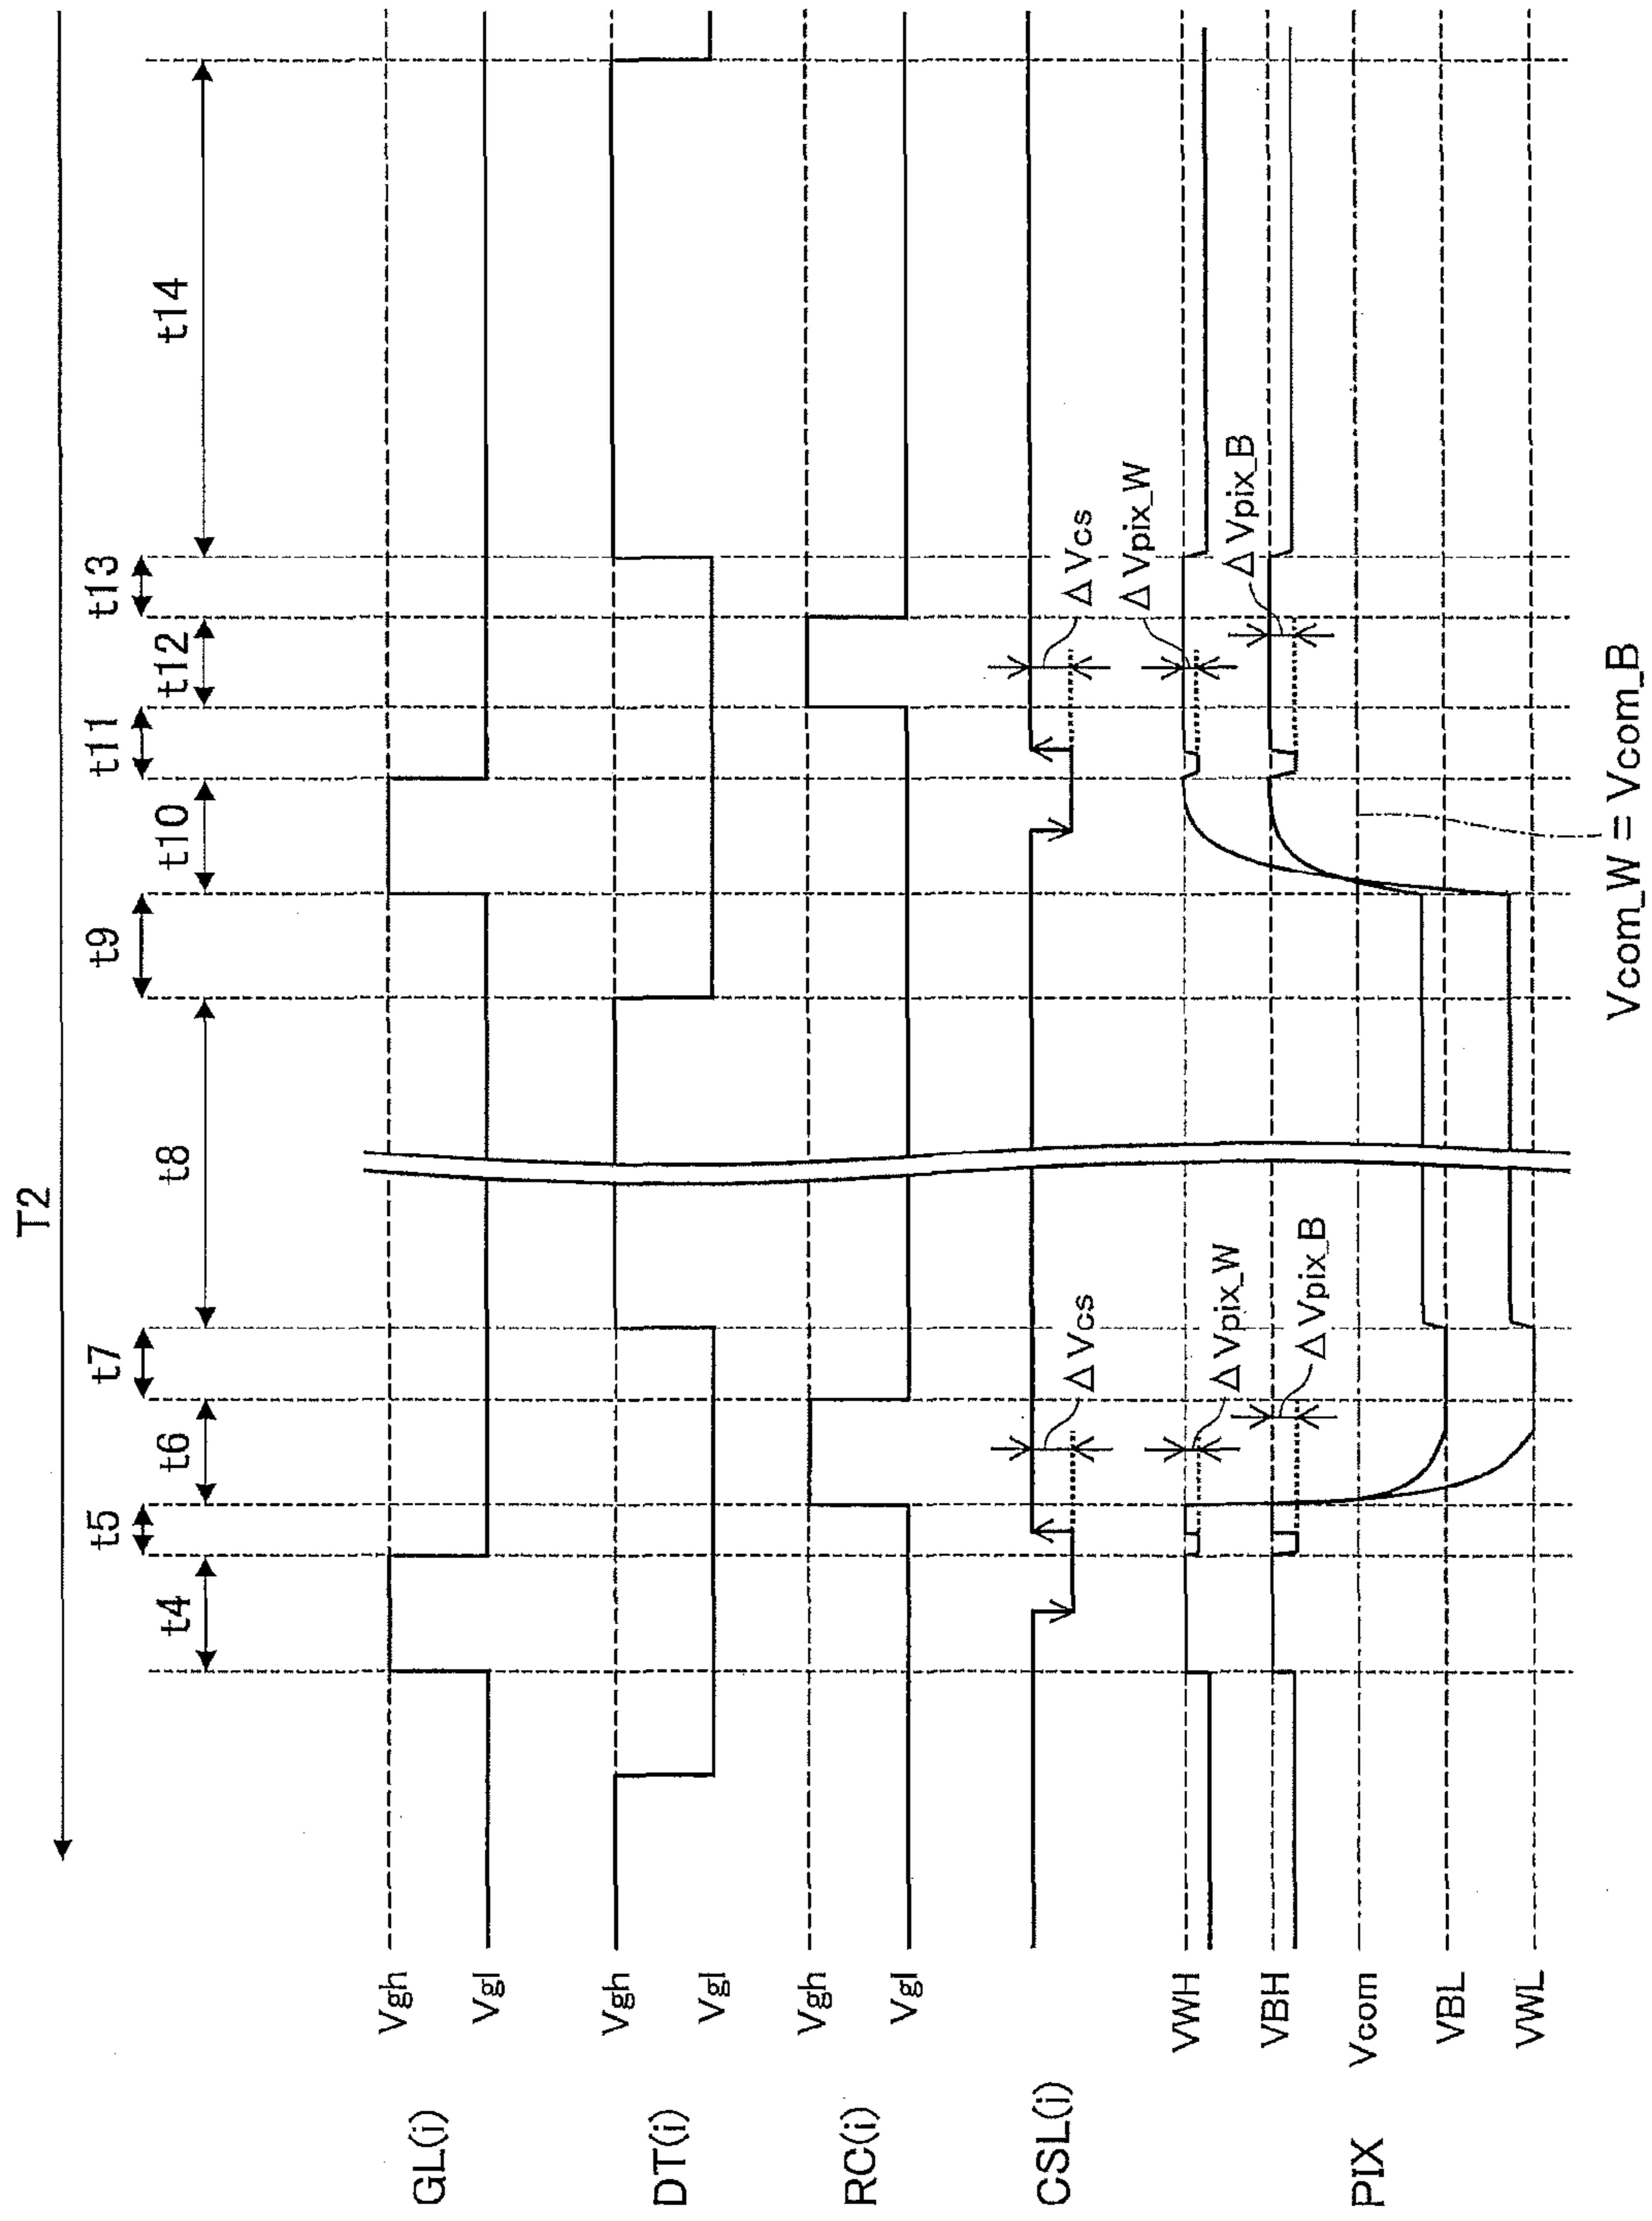 T2
t4
t5
t6
t7
t8
t9
t10
t11
t12
t13
t14
GL(i)
Vgh
Vgl
DT(i)
Vgh
Vgl
RC(i)
Vgh
Vgl
CSL(i)
ΔVcs
ΔVcs
PIX
VWH
VBH
Vcom
VBL
VWL
ΔVpix_W
ΔVpix_B
ΔVpix_W
ΔVpix_B
Vcom_W = Vcom_B